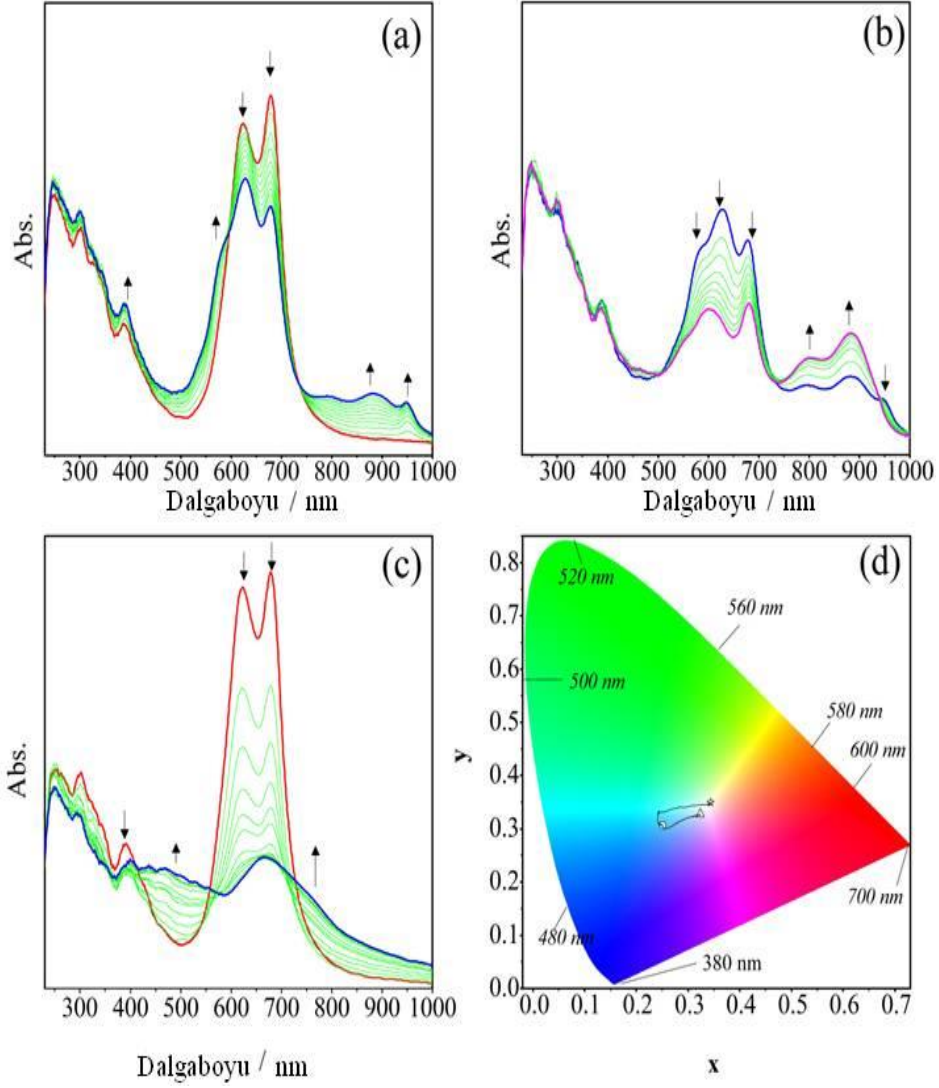 (a)
Abs.
300 400 500 600 700 800 900 1000
Dalgaboyu / nm
(b)
Abs.
300 400 500 600 700 800 900 1000
Dalgaboyu / nm
(c)
Abs.
300 400 500 600 700 800 900 1000
Dalgaboyu / nm
(d)
y
0.8
0.7
0.6
0.5
0.4
0.3
0.2
0.1
0.0
520 nm
560 nm
500 nm
580 nm
600 nm
700 nm
480 nm
380 nm
0.0 0.1 0.2 0.3 0.4 0.5 0.6 0.7
x